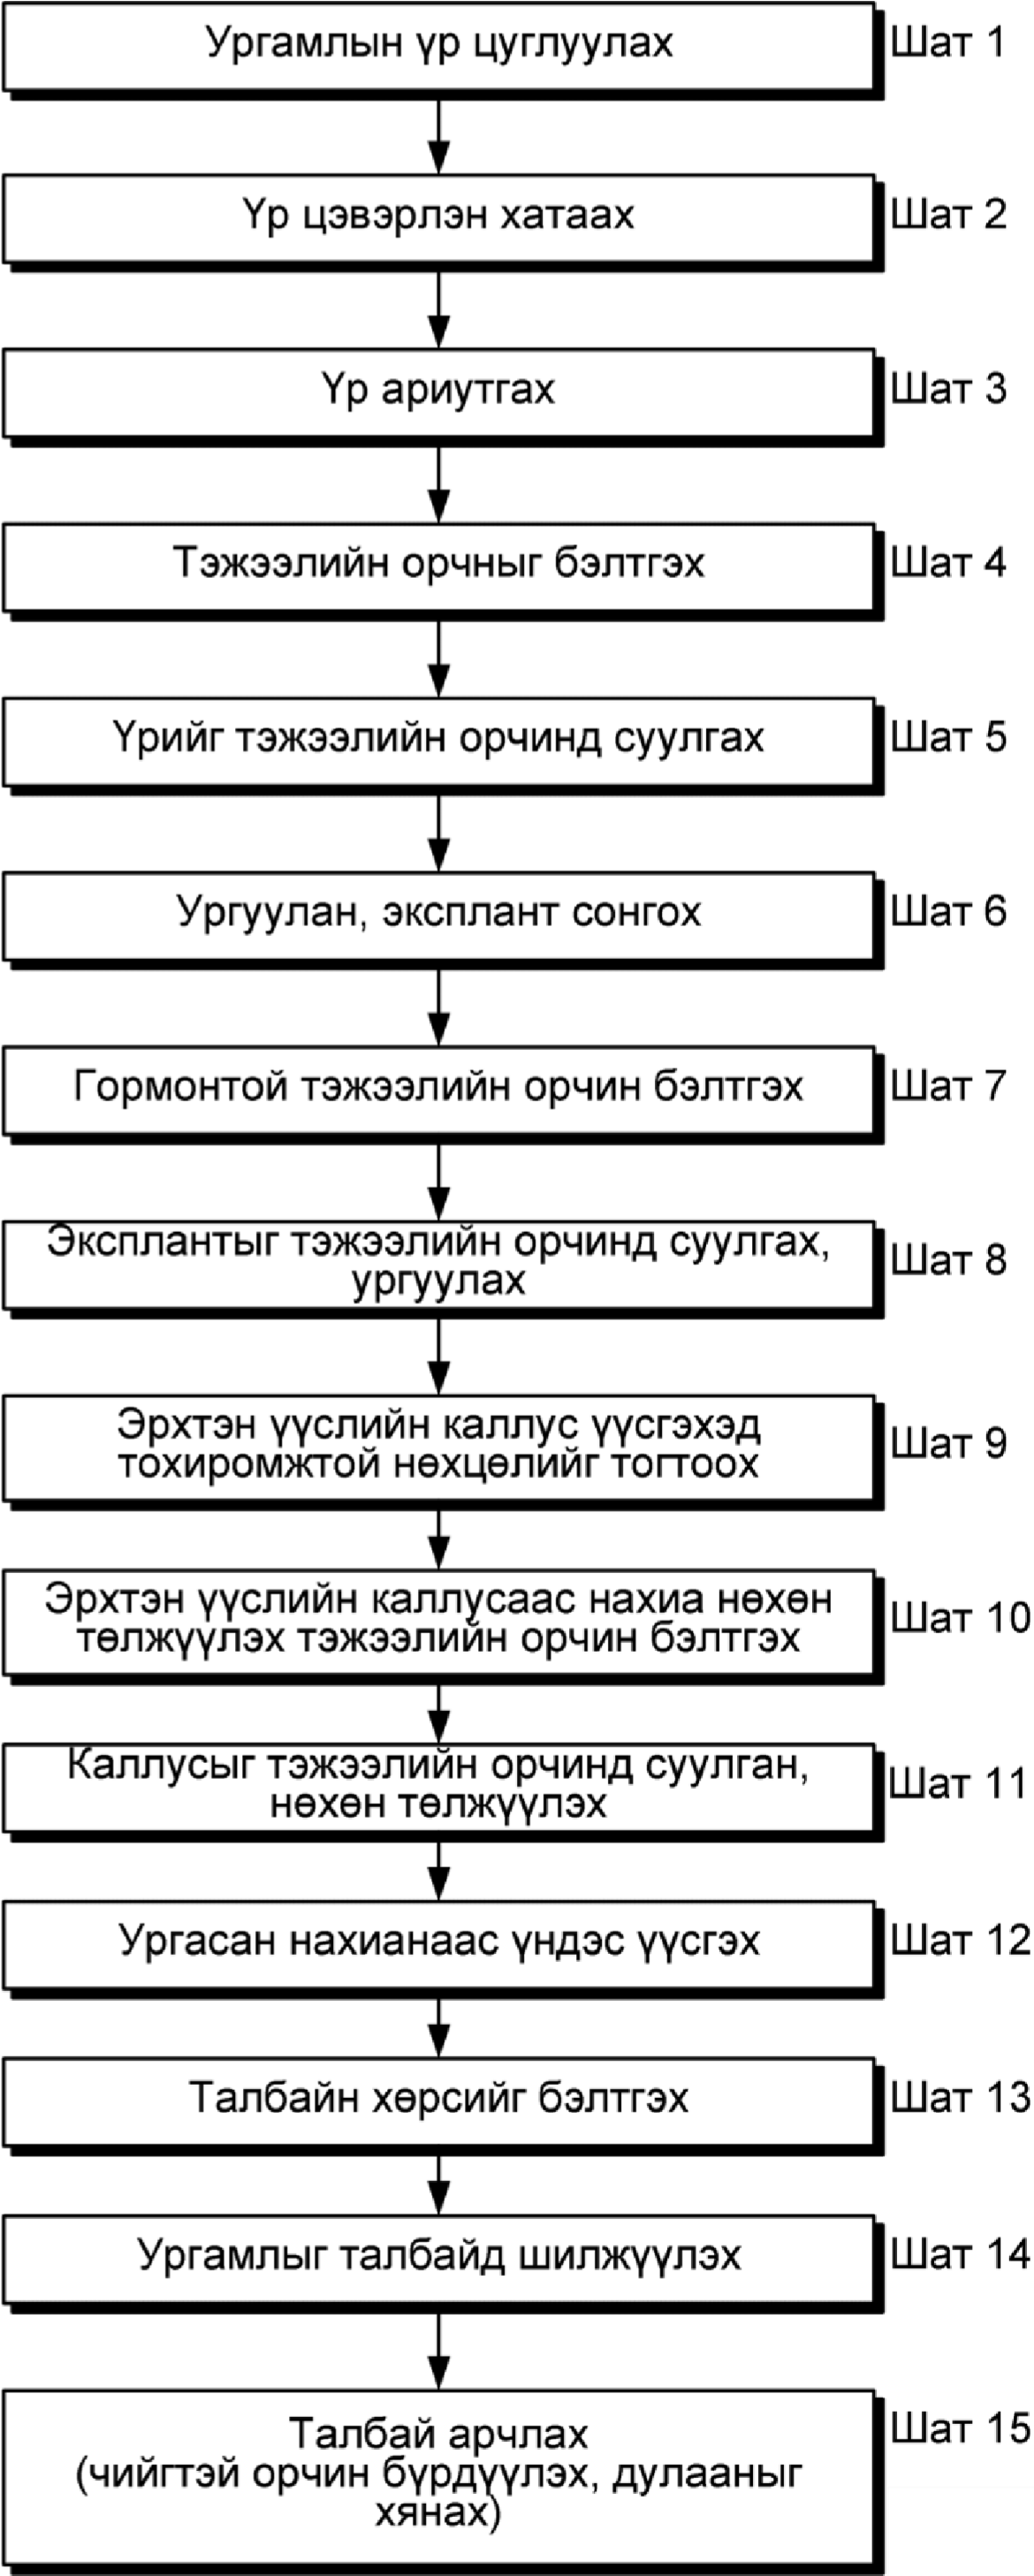 Ургамлын үр цуглуулах
Шат 1
Үр цэвэрлэн хатаах
Шат 2
Үр ариутгах
Шат 3
Тэжээлийн орчныг бэлтгэх
Шат 4
Үрийг тэжээлийн орчинд суулгах
Шат 5
Ургуулан, эксплант сонгох
Шат 6
Гормонтой тэжээлийн орчин бэлтгэх
Шат 7
Эксплантыг тэжээлийн орчинд суулгах,
ургуулах
Шат 8
Эрхтэн үүслийн каллус үүсгэхэд
тохиромжтой нөхцөлийг тогтоох
Шат 9
Эрхтэн үүслийн каллусаас нахиа нөхөн
төлжүүлэх тэжээлийн орчин бэлтгэх
Шат 10
Каллусыг тэжээлийн орчинд суулган,
нөхөн төлжүүлэх
Шат 11
Ургасан нахианаас үндэс үүсгэх
Шат 12
Талбайн хөрсийг бэлтгэх
Шат 13
Ургамлыг талбайд шилжүүлэх
Шат 14
Талбай арчлах
(чийгтэй орчин бүрдүүлэх, дулааныг
хянах)
Шат 15